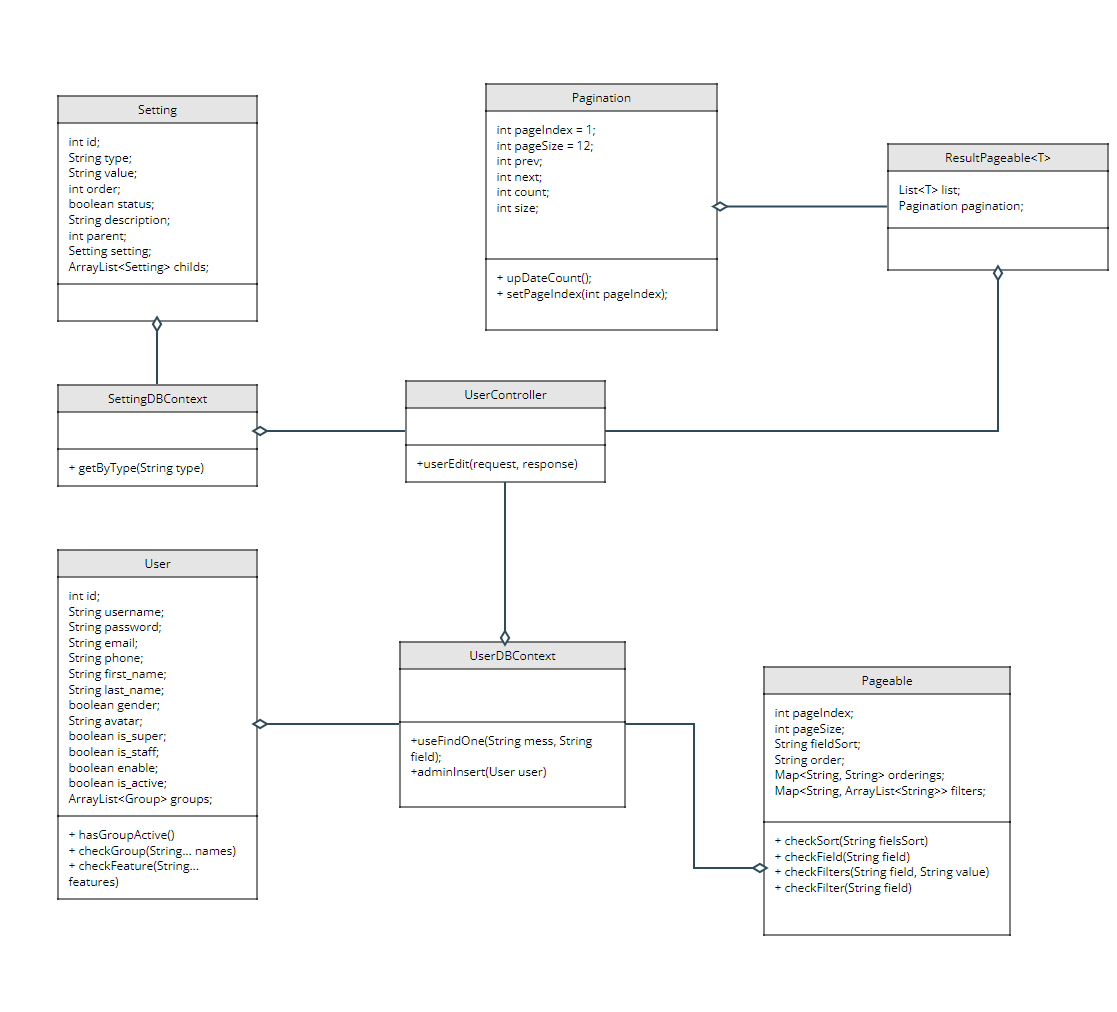 Setting
int id;
String type;
String value;
int order;
boolean status;
String description;
int parent;
Setting setting;
ArrayList<Setting> childs;
Pagination
int pageIndex = 1;
int pageSize = 12;
int prev;
int next;
int count;
int size;
+ upDateCount();
+ setPageIndex(int pageIndex);
ResultPageable<T>
List<T> list;
Pagination pagination;
SettingDBContext
+ getByType(String type)
UserController
+userEdit(request, response)
User
int id;
String username;
String password;
String email;
String phone;
String first_name;
String last_name;
boolean gender;
String avatar;
boolean is_super;
boolean is_staff;
boolean enable;
boolean is_active;
ArrayList<Group> groups;
+ hasGroupActive()
+ checkGroup(String... names)
+ checkFeature(String...
features)
UserDBContext
+useFindOne(String mess, String
field);
+adminInsert(User user)
Pageable
int pageIndex;
int pageSize;
String fieldSort;
String order;
Map<String, String> orderings;
Map<String, ArrayList<String>> filters;
+ checkSort(String fielsSort)
+ checkField(String field)
+ checkFilters(String field, String value)
+ checkFilter(String field)